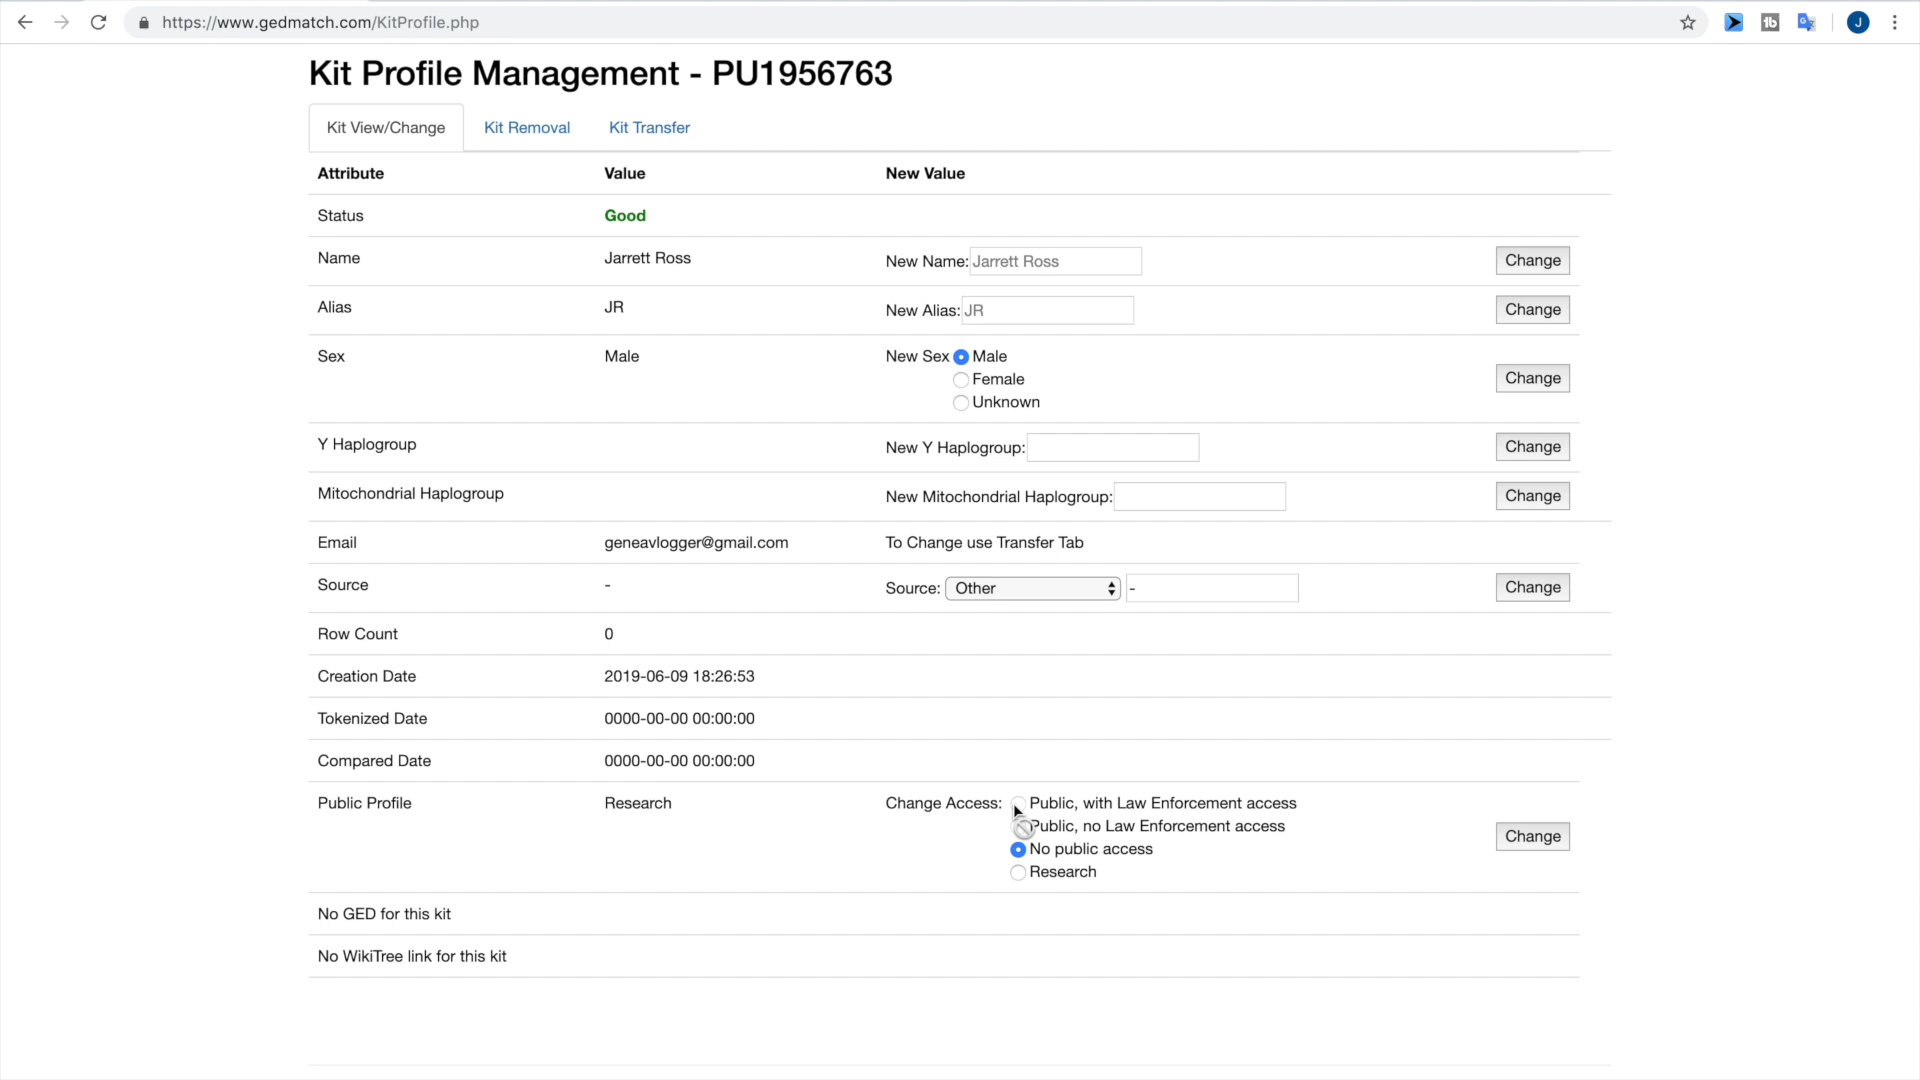 https://www.gedmatch.com/KitProfile.php
J
Kit Profile Management - PU1956763
Kit View/Change Kit Removal Kit Transfer
Attribute Value New Value
Status Good
Name Jarrett Ross New Name: Jarrett Ross Change
Alias JR New Alias: JR Change
Sex Male New Sex Male
Female Change
Unknown
Y Haplogroup New Y Haplogroup: Change
Mitochondrial Haplogroup New Mitochondrial Haplogroup: Change
Email geneavlogger@gmail.com To Change use Transfer Tab
Source - Source: Other - Change
Row Count 0
Creation Date 2019-06-09 18:26:53
Tokenized Date 0000-00-00 00:00:00
Compared Date 0000-00-00 00:00:00
Public Profile Research Change Access: Public, with Law Enforcement access
Public, no Law Enforcement access
Change
No public access
Research
No GED for this kit
No WikiTree link for this kit